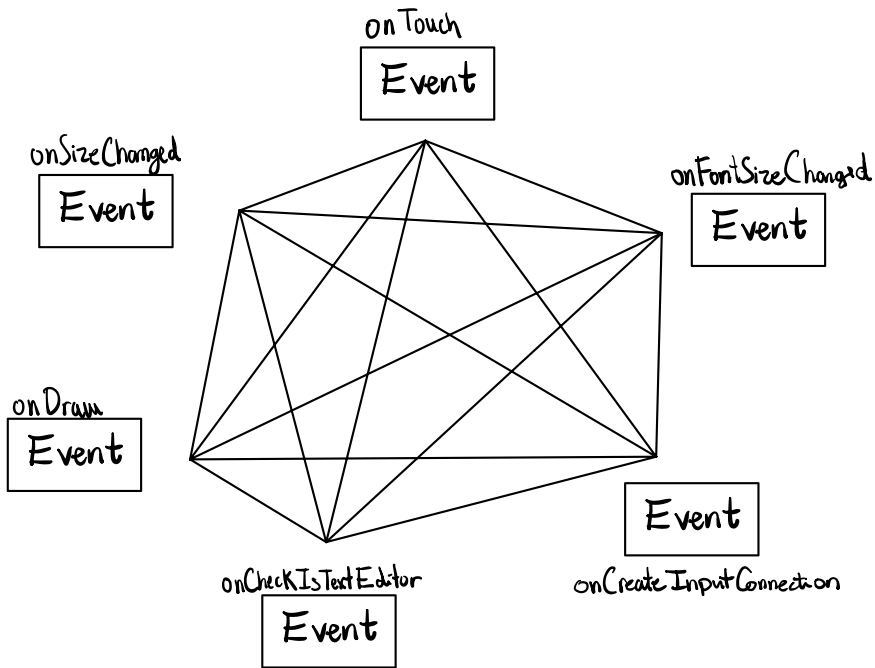 onTouch
Event
onSizeChanged
Event
onFontSizeChanged
Event
onDraw
Event
Event
onCreateInputConnection
onCheckIsTextEditor
Event